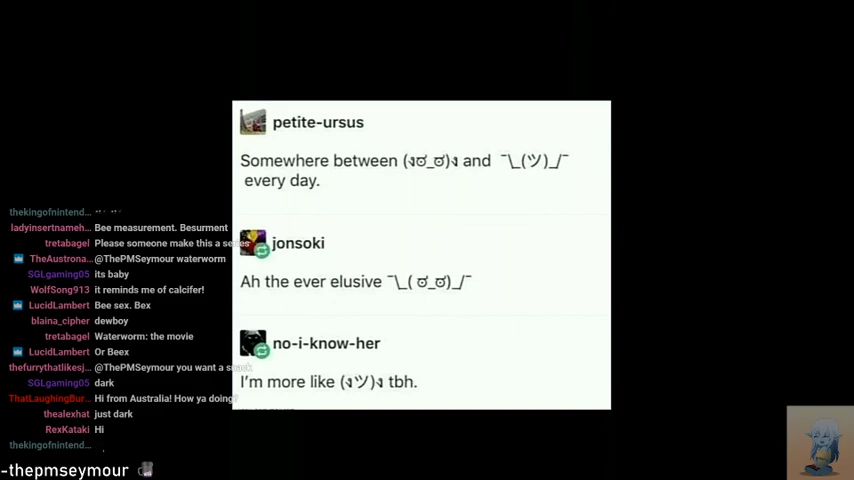 petite-ursus
Somewhere between (งಠ_ಠ)ง and ¯\_(ツ)_/¯
every day.
jonsoki
Ah the ever elusive ¯\_( ಠ_ಠ)_/¯
no-i-know-her
I'm more like (งツ)ง tbh.
thekingofnintend...
ladyinsertnameh... Bee measurement. Besurment
tretabagel Please someone make this a series
TheAustrona... @ThePMSeymour waterworm
SGLgaming05 its baby
WolfSong913 it reminds me of calcifer!
LucidLambert Bee sex. Bex
blaina_cipher dewboy
tretabagel Waterworm: the movie
LucidLambert Or Beex
thefurrythatlikesj... @ThePMSeymour you want a snack
SGLgaming05 dark
ThatLaughingBur... Hi from Australia! How ya doing?
thealexhat just dark
RexKataki Hi
thekingofnintend...
-thepmseymour